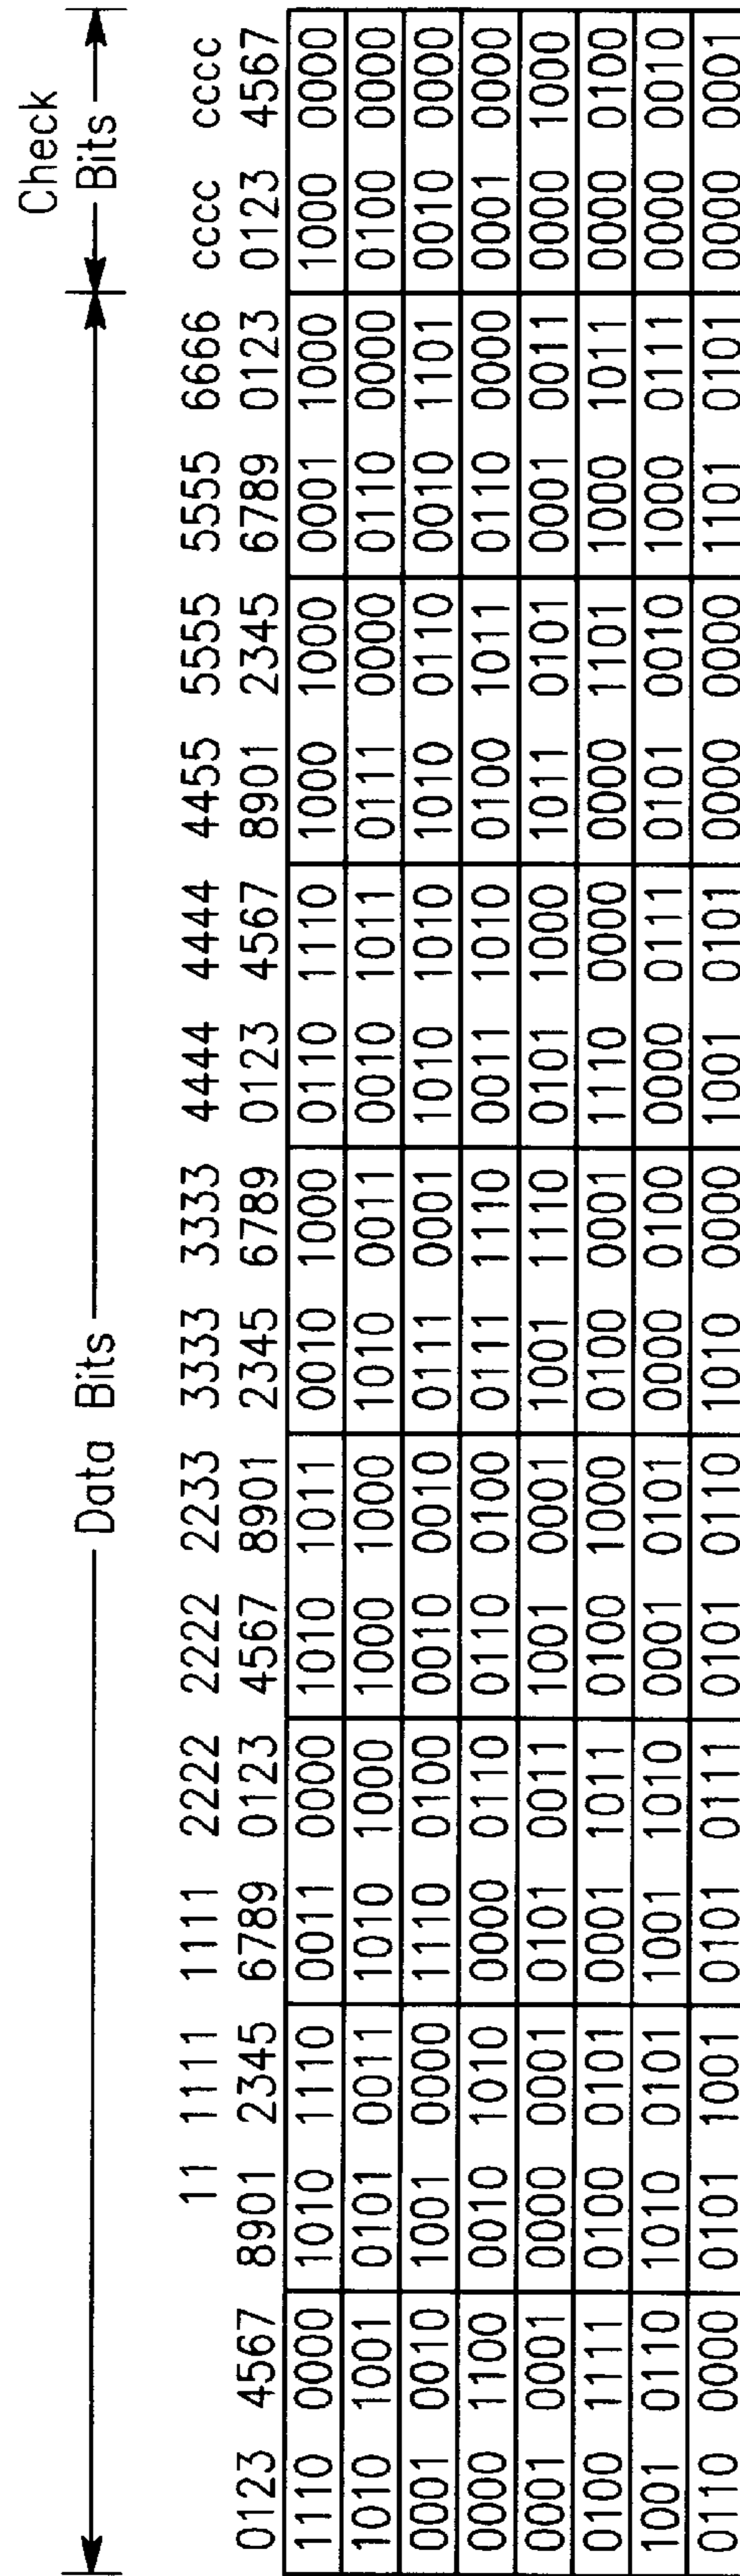 Check
Data Bits Bits
11 1111 1111 2222 2222 2233 3333 3333 4444 4444 4455 5555 5555 6666 cccc cccc
0123 4567 8901 2345 6789 0123 4567 8901 2345 6789 0123 4567 8901 2345 6789 0123 0123 4567
1110 0000 1010 1110 0011 0000 1010 1011 0010 1000 0110 1110 1000 1000 0001 1000 1000 0000
1010 1001 0101 0011 1010 1000 1000 1000 1010 0011 0010 1011 0111 0000 0110 0000 0100 0000
0001 0010 1001 0000 1110 0100 0010 0010 0111 0001 1010 1010 1010 0110 0010 1101 0010 0000
0000 1100 0010 1010 0000 0110 0110 0100 0111 1110 0011 1010 0100 1011 0110 0000 0001 0000
0001 0001 0000 0001 0101 0011 1001 0001 1001 1110 0101 1000 1011 0101 0001 0011 0000 1000
0100 1111 0100 0101 0001 1011 0100 1000 0100 0001 1110 0000 0000 1101 1000 1011 0000 0100
1001 0110 1010 0101 1001 1010 0001 0101 0000 0100 0000 0111 0101 0010 1000 0111 0000 0010
0110 0000 0101 1001 0101 0111 0101 0110 1010 0000 1001 0101 0000 0000 1101 0101 0000 0001